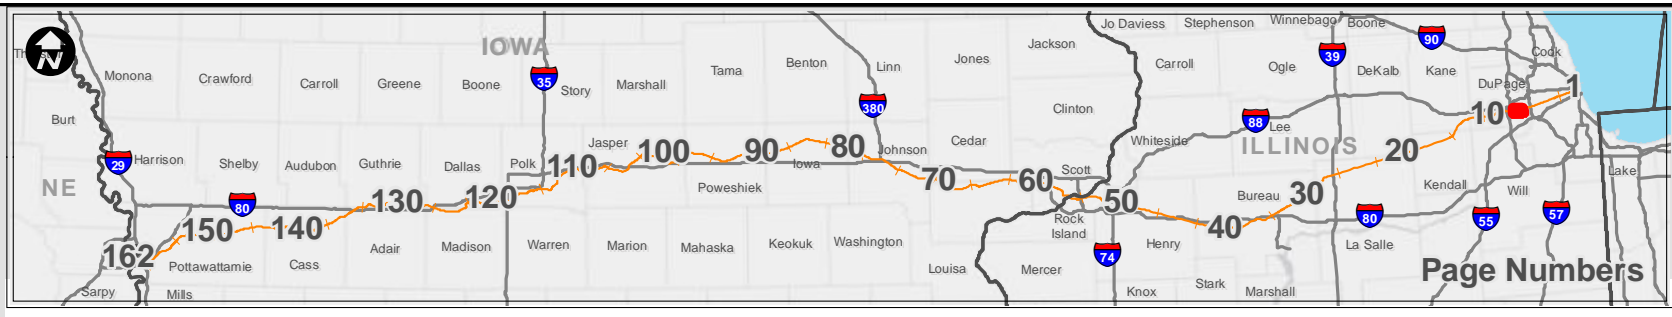 Jo Daviess Stephenson Winnebago Boone
N IOWA Jackson 90 Cock
39
Monona Crawford Carroll Greene Boone 35 Story Marshall Tama Benton Linn Jones Carroll Ogle DeKalb Kane
DuPage 1
380 Clinton 10
Burt 88 Lee
Jasper 100 90 80 Johnson Cedar Whiteside ILLINOIS 20
29 Harrison Shelby Audubon Guthrie Dallas Polk 110 Iowa Scott Lake
NE 70 60 Kendall Will
80 130 120 Poweshiek 50 Bureau 30
150 140 Rock Island 40 80 55 57
162 Adair Madison Warren Marion Mahaska Keokuk Washington Henry La Salle
74
Pottawattamie Cass Louisa Mercer Page Numbers
Stark
Sarpy Mills Knox Marshall